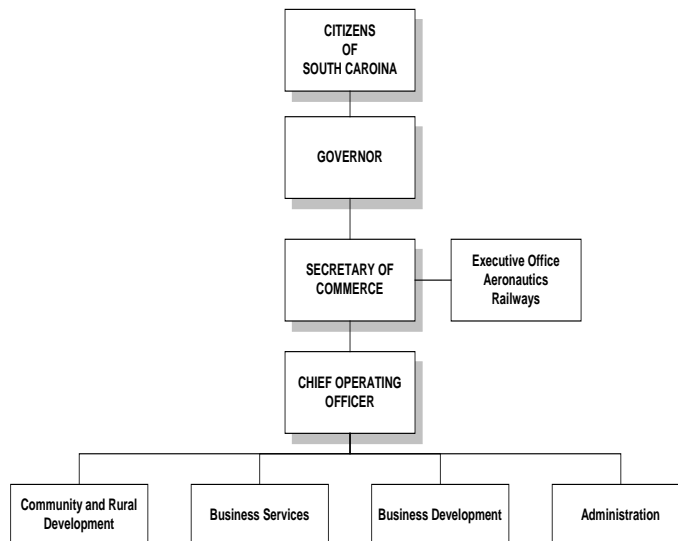 CITIZENS
OF
SOUTH CAROINA
GOVERNOR
SECRETARY OF
COMMERCE
Executive Office
Aeronautics
Railways
CHIEF OPERATING
OFFICER
Community and Rural
Development
Business Services
Business Development
Administration